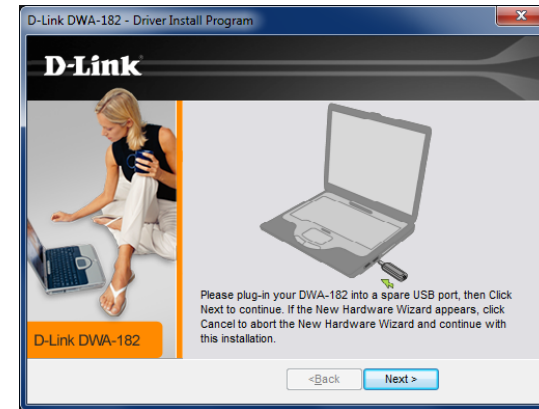 D-Link DWA-182 - Driver Install Program
D-Link
Please plug-in your DWA-182 into a spare USB port, then Click
Next to continue. If the New Hardware Wizard appears, click
Cancel to abort the New Hardware Wizard and continue with
this installation.
D-Link DWA-182
<Back Next >